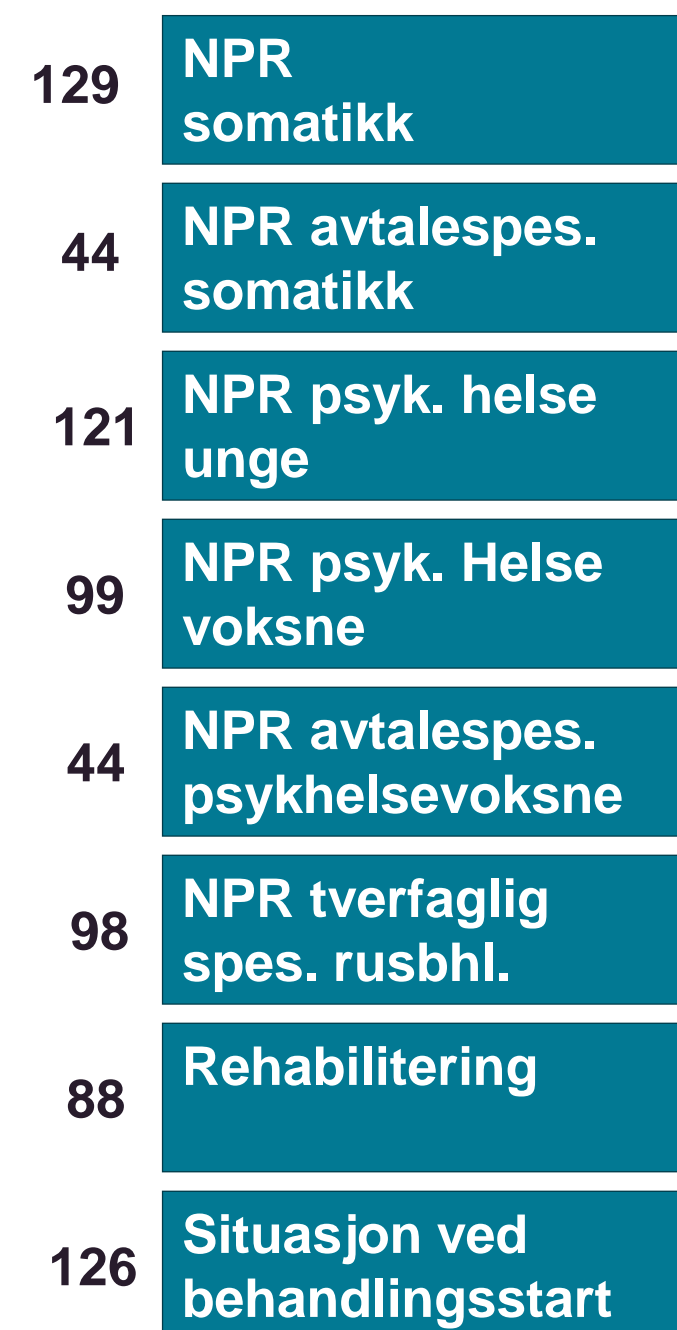 129
NPR
somatikk
44
NPR avtalespes.
somatikk
121
NPR psyk. helse
unge
99
NPR psyk. Helse
voksne
44
NPR avtalespes.
psykhelsevoksne
98
NPR tverfaglig
spes. rusbhl.
88
Rehabilitering
126
Situasjon ved
behandlingsstart